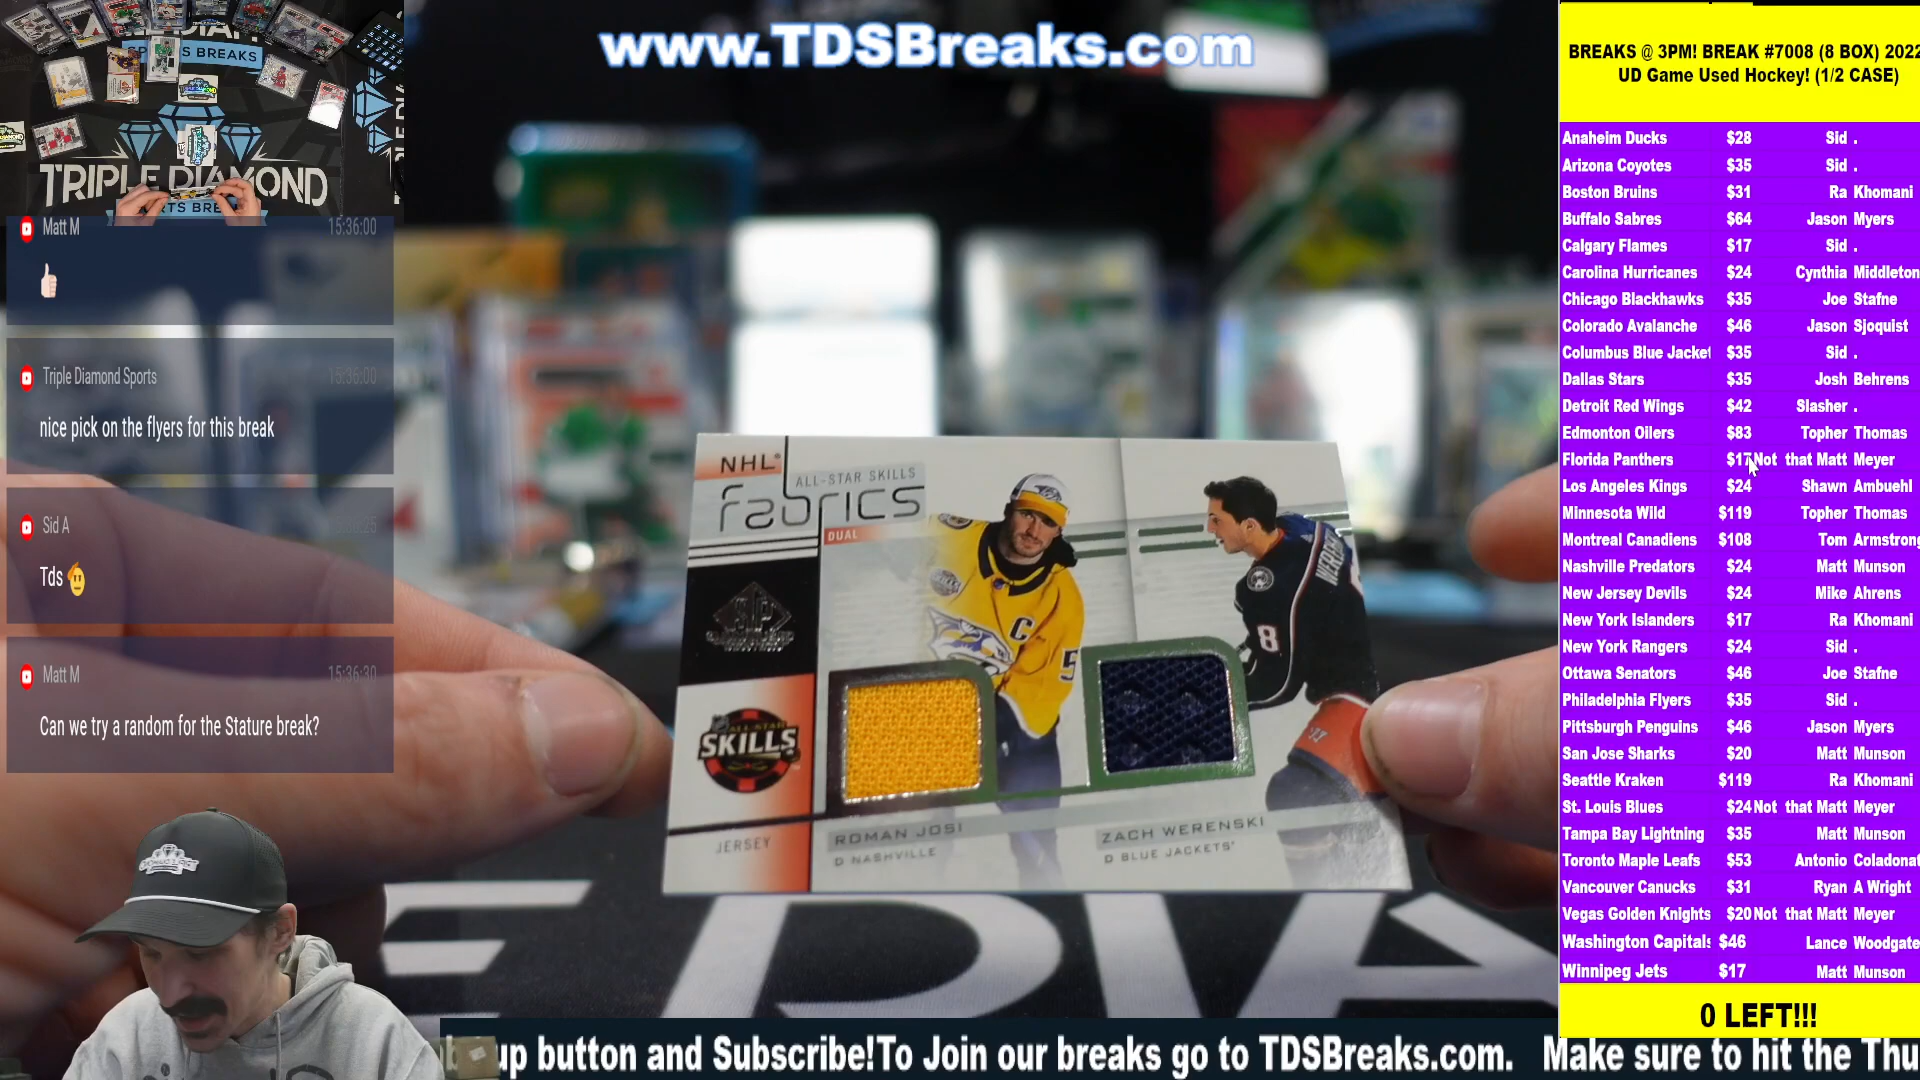 www.TDSBreaks.com
BREAKS @ 3PM! BREAK #7008 (8 BOX) 2022
UD Game Used Hockey! (1/2 CASE)
Anaheim Ducks $28 Sid .
Arizona Coyotes $35 Sid .
Boston Bruins $31 Ra Khomani
Buffalo Sabres $64 Jason Myers
Calgary Flames $17 Sid .
Carolina Hurricanes $24 Cynthia Middleton
Chicago Blackhawks $35 Joe Stafne
Colorado Avalanche $46 Jason Sjoquist
Columbus Blue Jacket $35 Sid .
Dallas Stars $35 Josh Behrens
Detroit Red Wings $42 Slasher .
Edmonton Oilers $83 Topher Thomas
Florida Panthers $17 Not that Matt Meyer
Los Angeles Kings $24 Shawn Ambuehl
Minnesota Wild $119 Topher Thomas
Montreal Canadiens $108 Tom Armstrong
Nashville Predators $24 Matt Munson
New Jersey Devils $24 Mike Ahrens
New York Islanders $17 Ra Khomani
New York Rangers $24 Sid .
Ottawa Senators $46 Joe Stafne
Philadelphia Flyers $35 Sid .
Pittsburgh Penguins $46 Jason Myers
San Jose Sharks $20 Matt Munson
Seattle Kraken $119 Ra Khomani
St. Louis Blues $24 Not that Matt Meyer
Tampa Bay Lightning $35 Matt Munson
Toronto Maple Leafs $53 Antonio Coladonat
Vancouver Canucks $31 Ryan A Wright
Vegas Golden Knights $20 Not that Matt Meyer
Washington Capitals $46 Lance Woodgate
Winnipeg Jets $17 Matt Munson
0 LEFT!!!
SPORTS BREAKS
TRIPLE DIAMOND
Matt M 15:36:00
👍🏻
Triple Diamond Sports 15:36:00
nice pick on the flyers for this break
Sid A
Tds 🫡
Matt M 15:36:30
Can we try a random for the Stature break?
NHL
ALL-STAR SKILLS
fabrics
DUAL
SP
C
5
WERENSKI
8
ALL-STAR
SKILLS
JERSEY
ROMAN JOSI
D NASHVILLE
ZACH WERENSKI
D BLUE JACKETS
up button and Subscribe!To Join our breaks go to TDSBreaks.com. Make sure to hit the Thu